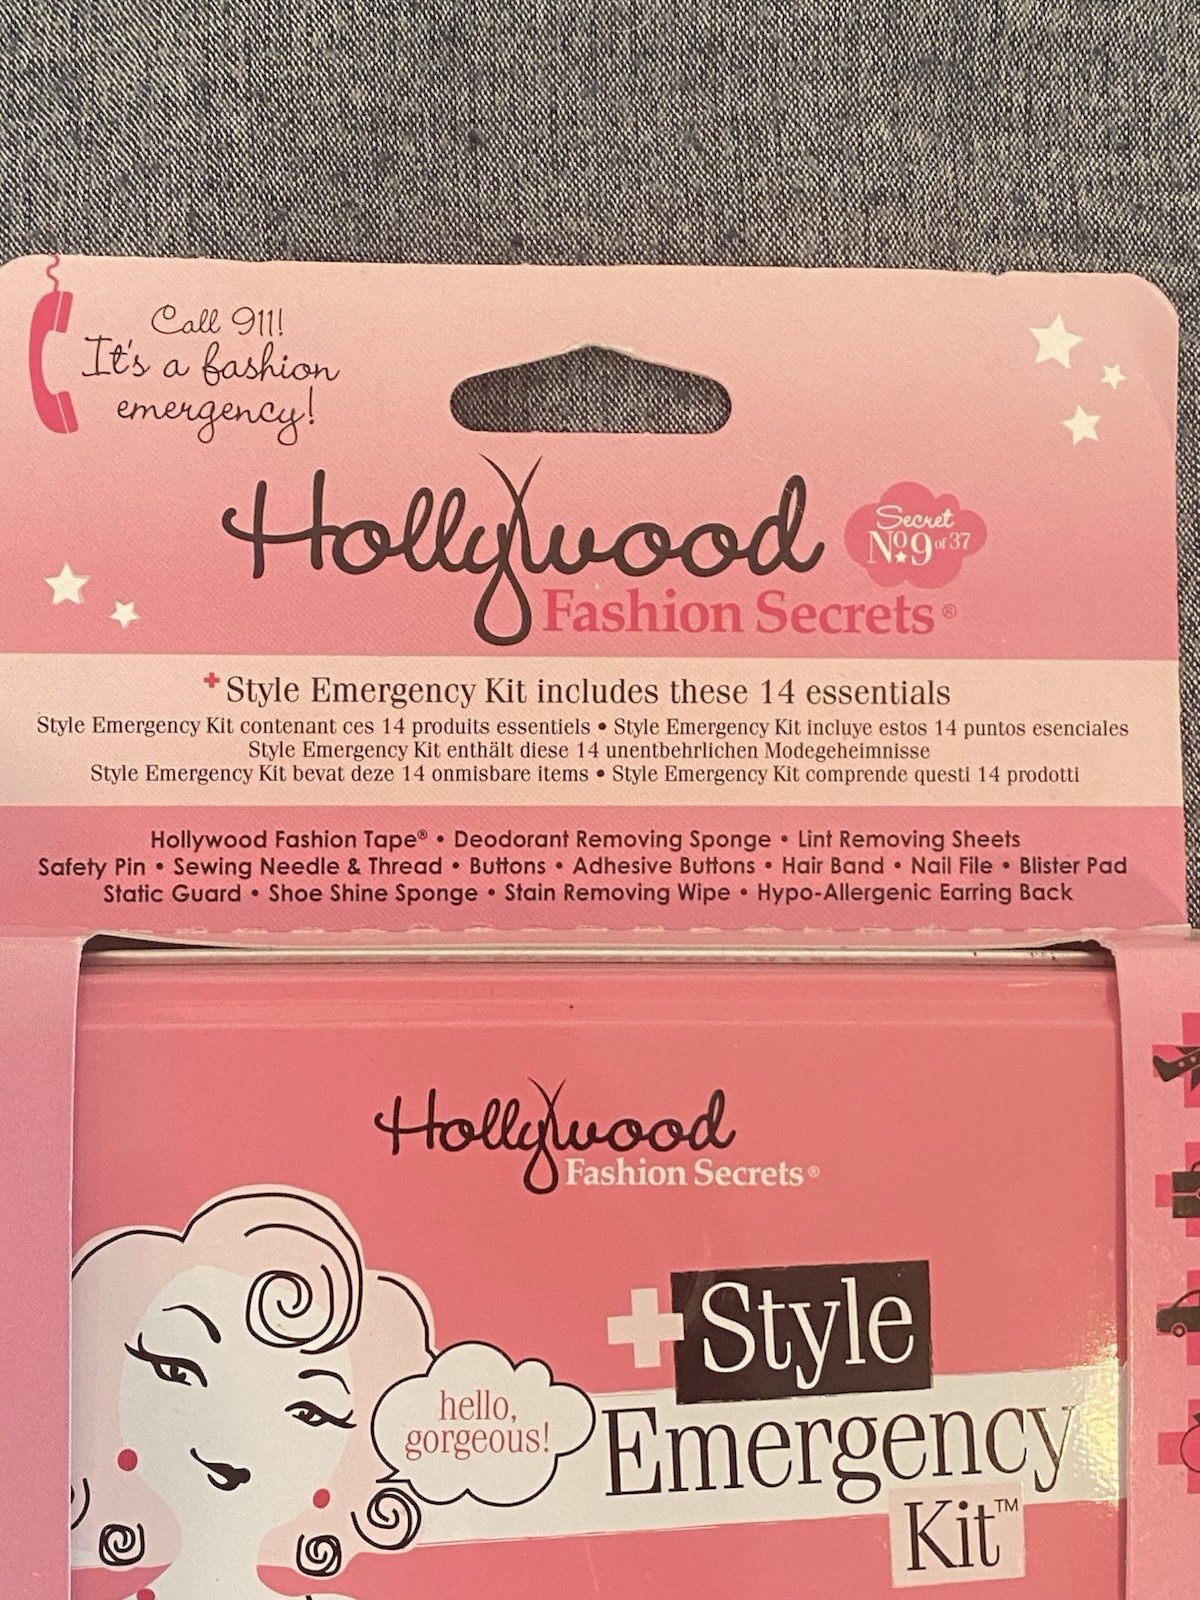 Call 911!
It's a fashion
emergency!
Hollywood
Fashion Secrets®
Secret
Nº 9 of 37
+ Style Emergency Kit includes these 14 essentials
Style Emergency Kit contenant ces 14 produits essentiels • Style Emergency Kit incluye estos 14 puntos esenciales
Style Emergency Kit enthält diese 14 unentbehrlichen Modegeheimnisse
Style Emergency Kit bevat deze 14 onmisbare items • Style Emergency Kit comprende questi 14 prodotti
Hollywood Fashion Tape® • Deodorant Removing Sponge • Lint Removing Sheets
Safety Pin • Sewing Needle & Thread • Buttons • Adhesive Buttons • Hair Band • Nail File • Blister Pad
Static Guard • Shoe Shine Sponge • Stain Removing Wipe • Hypo-Allergenic Earring Back
Hollywood
Fashion Secrets®
+ Style
Emergency
Kit™
hello,
gorgeous!